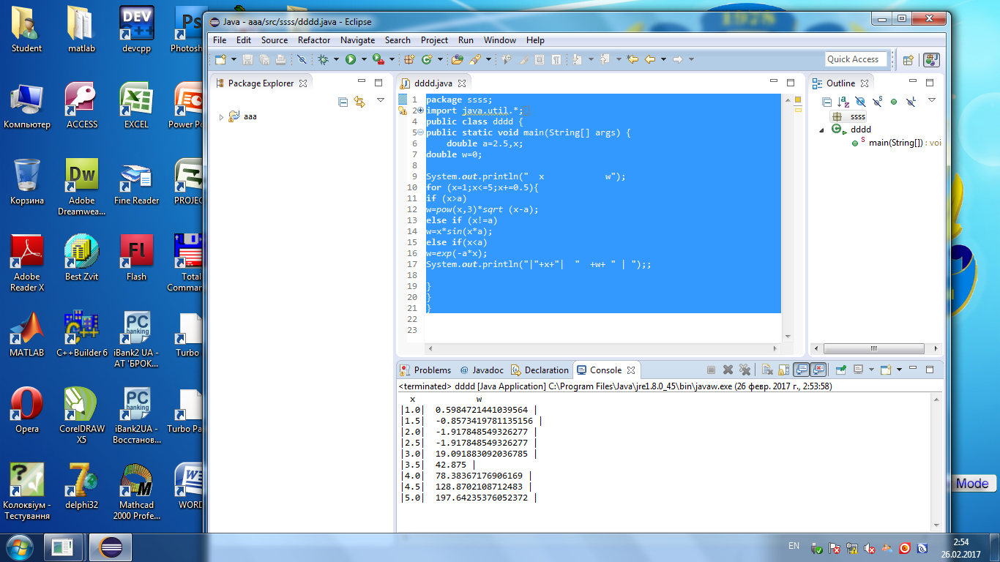 1928
Student
matlab
devcpp
Photosh
Компьютер
ACCESS
EXCEL
Power Po
Корзина
Adobe Dreamwea...
Fine Reader
PROJEC
Adobe Reader X
Best Zvit
Flash
Total Comman
MATLAB
C++Builder 6
iBank2 UA - АТ 'БРОК...
Turbo
Opera
CorelDRAW X5
iBank2UA - Восстанов...
Turbo Pa
Колоквіум - Тестування
delphi32
Mathcad 2000 Profe...
WORD
Java - aaa/src/ssss/dddd.java - Eclipse
File Edit Source Refactor Navigate Search Project Run Window Help
Quick Access
Package Explorer
aaa
dddd.java
1 package ssss;
2 import java.util.*;
4 public class dddd {
5 public static void main(String[] args) {
6 double a=2.5,x;
7 double w=0;
8
9 System.out.println("  x            w");
10 for (x=1;x<=5;x+=0.5){
11 if (x>a)
12 w=pow(x,3)*sqrt (x-a);
13 else if (x!=a)
14 w=x*sin(x*a);
15 else if(x<a)
16 w=exp(-a*x);
17 System.out.println("|"+x+"|  "  +w+ " | ");;
18
19 }
20 }
21 }
22
23
Outline
ssss
dddd
main(String[]) : voi
Problems @ Javadoc Declaration Console
<terminated> dddd [Java Application] C:\Program Files\Java\jre1.8.0_45\bin\javaw.exe (26 февр. 2017 г., 2:53:58)
x            w
|1.0|  0.5984721441039564 |
|1.5|  -0.8573419781135156 |
|2.0|  -1.917848549326277 |
|2.5|  -1.917848549326277 |
|3.0|  19.091883092036785 |
|3.5|  42.875 |
|4.0|  78.38367176906169 |
|4.5|  128.8702108712483 |
|5.0|  197.64235376052372 |
Mode
EN
2:54
26.02.2017